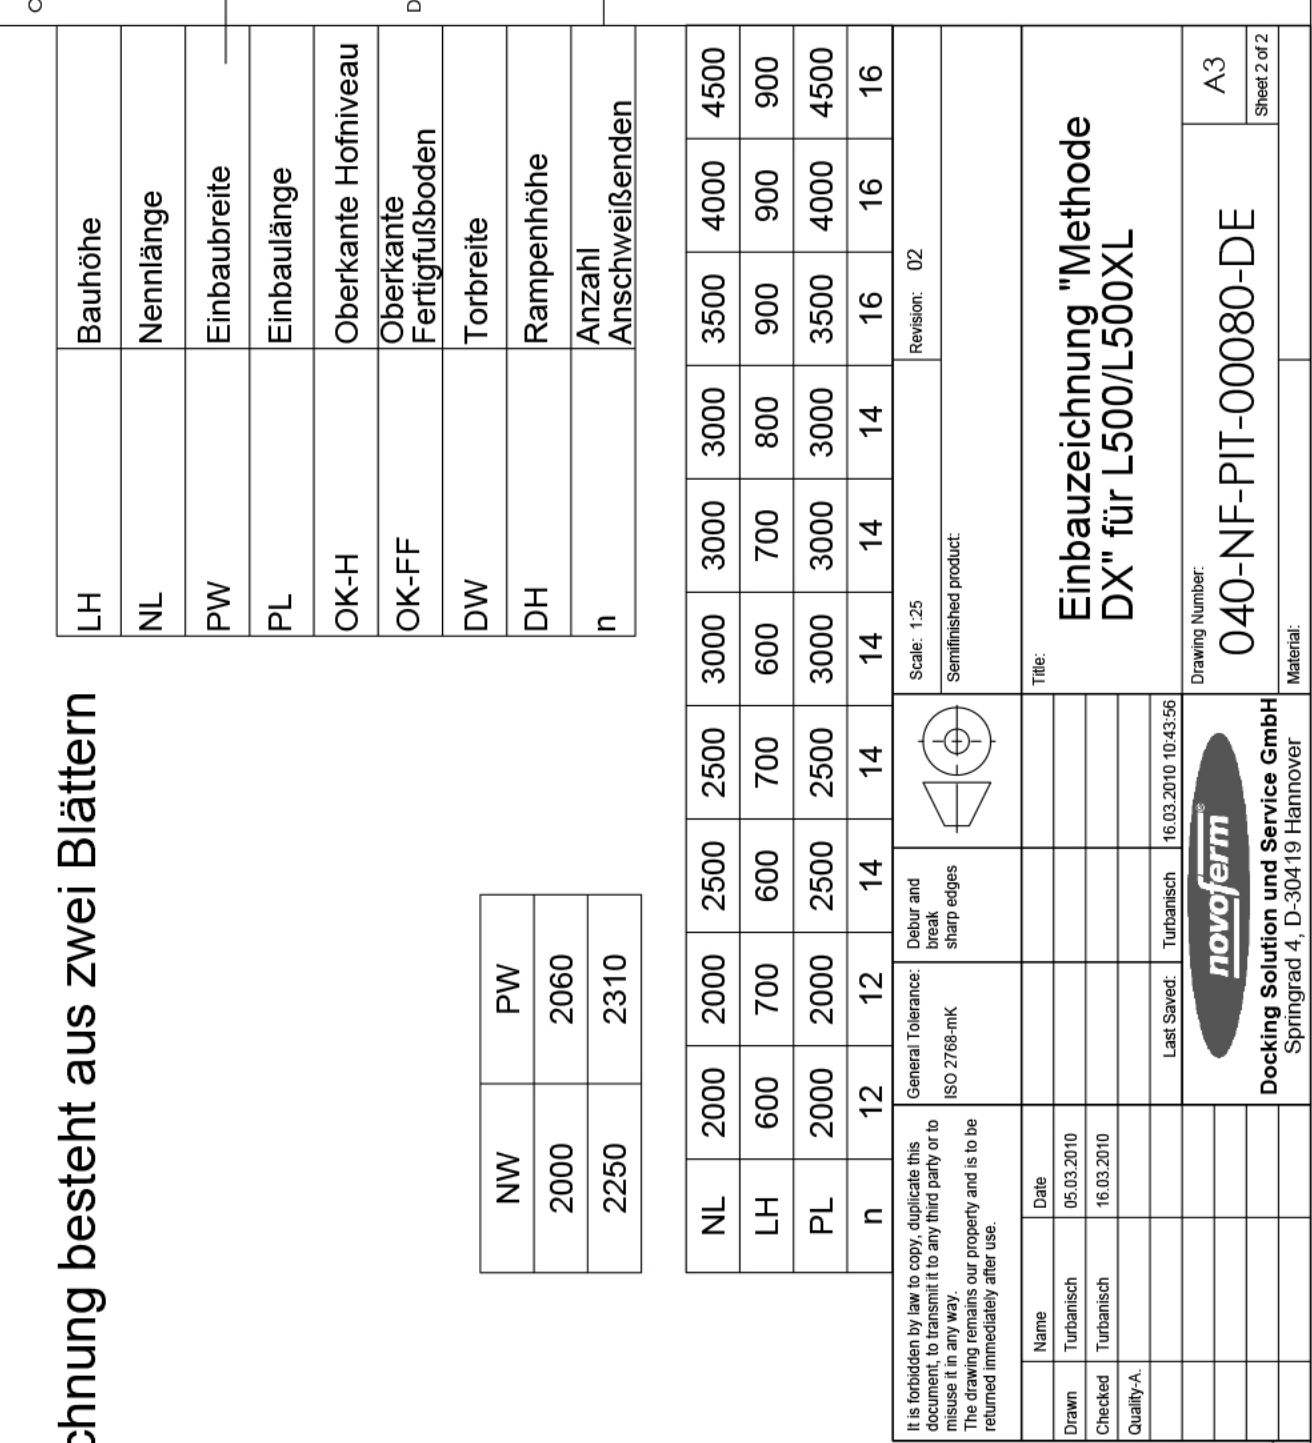 chnung besteht aus zwei Blättern
LH Bauhöhe
NL Nennlänge
PW Einbaubreite
PL Einbaulänge
OK-H Oberkante Hofniveau
OK-FF Oberkante
Fertigfußboden
DW Torbreite
DH Rampenhöhe
n Anzahl
Anschweißenden
NW PW
2000 2060
2250 2310
NL 2000 2000 2500 2500 3000 3000 3000 3500 4000 4500
LH 600 700 600 700 600 700 800 900 900 900
PL 2000 2000 2500 2500 3000 3000 3000 3500 4000 4500
n 12 12 14 14 14 14 14 16 16 16
It is forbidden by law to copy, duplicate this
document, to transmit it to any third party or to
misuse it in any way.
The drawing remains our property and is to be
returned immediately after use.
General Tolerance:
ISO 2768-mK
Debur and
break
sharp edges
Scale: 1:25
Revision: 02
Semifinished product:
Name Date
Drawn Turbanisch 05.03.2010
Checked Turbanisch 16.03.2010
Quality-A.
Last Saved: Turbanisch 16.03.2010 10:43:56
Title:
Einbauzeichnung "Methode
DX" für L500/L500XL
novoferm®
Docking Solution und Service GmbH
Springrad 4, D-30419 Hannover
Drawing Number:
040-NF-PIT-00080-DE
A3
Sheet 2 of 2
Material: